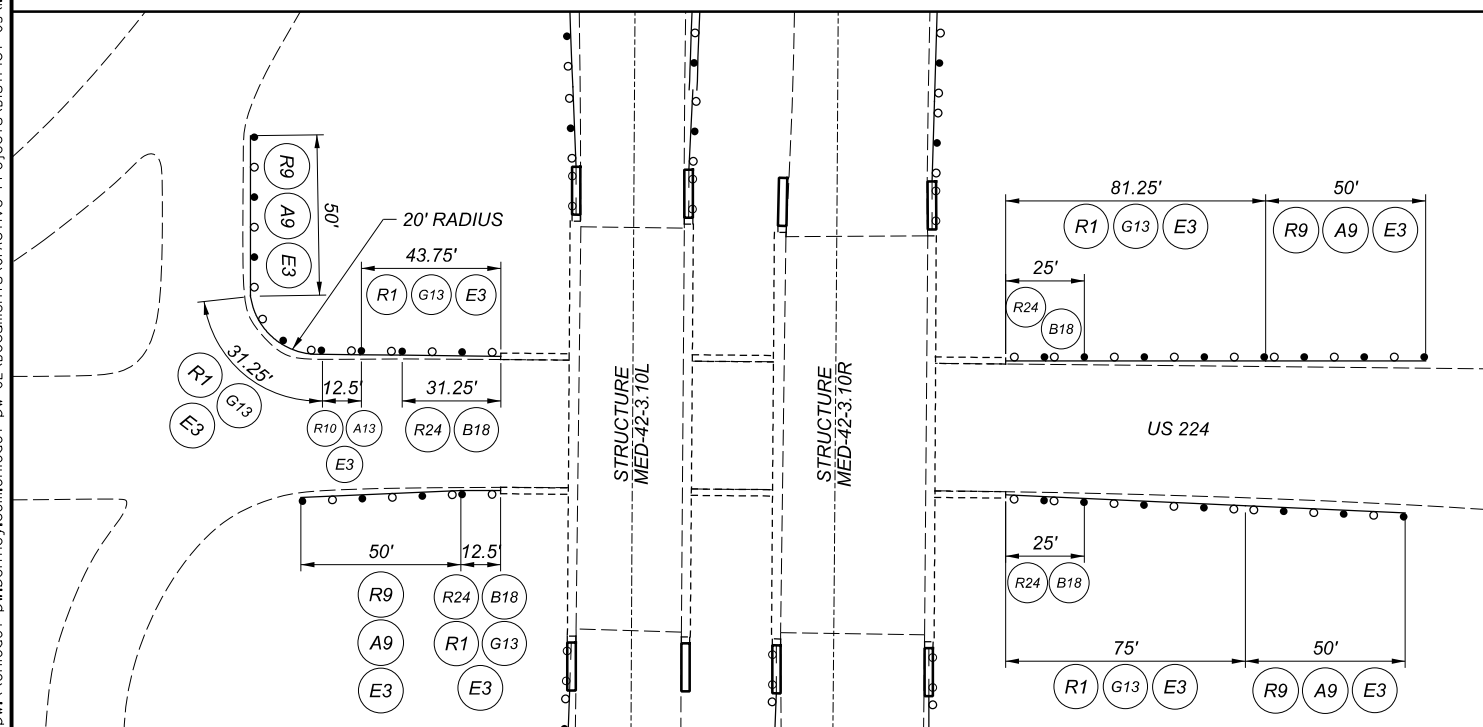 R9
A9
E3
50'
20' RADIUS
43.75'
R1 G13 E3
31.25'
R1 G13
E3
12.5'
R10 A13
E3
31.25'
R24 B18
50'
R9
A9
E3
12.5'
R24 B18
R1 G13
E3
STRUCTURE
MED-42-3.10L
STRUCTURE
MED-42-3.10R
81.25'
R1 G13 E3
50'
R9 A9 E3
25'
R24
B18
US 224
25'
R24 B18
75'
R1 G13 E3
50'
R9 A9 E3